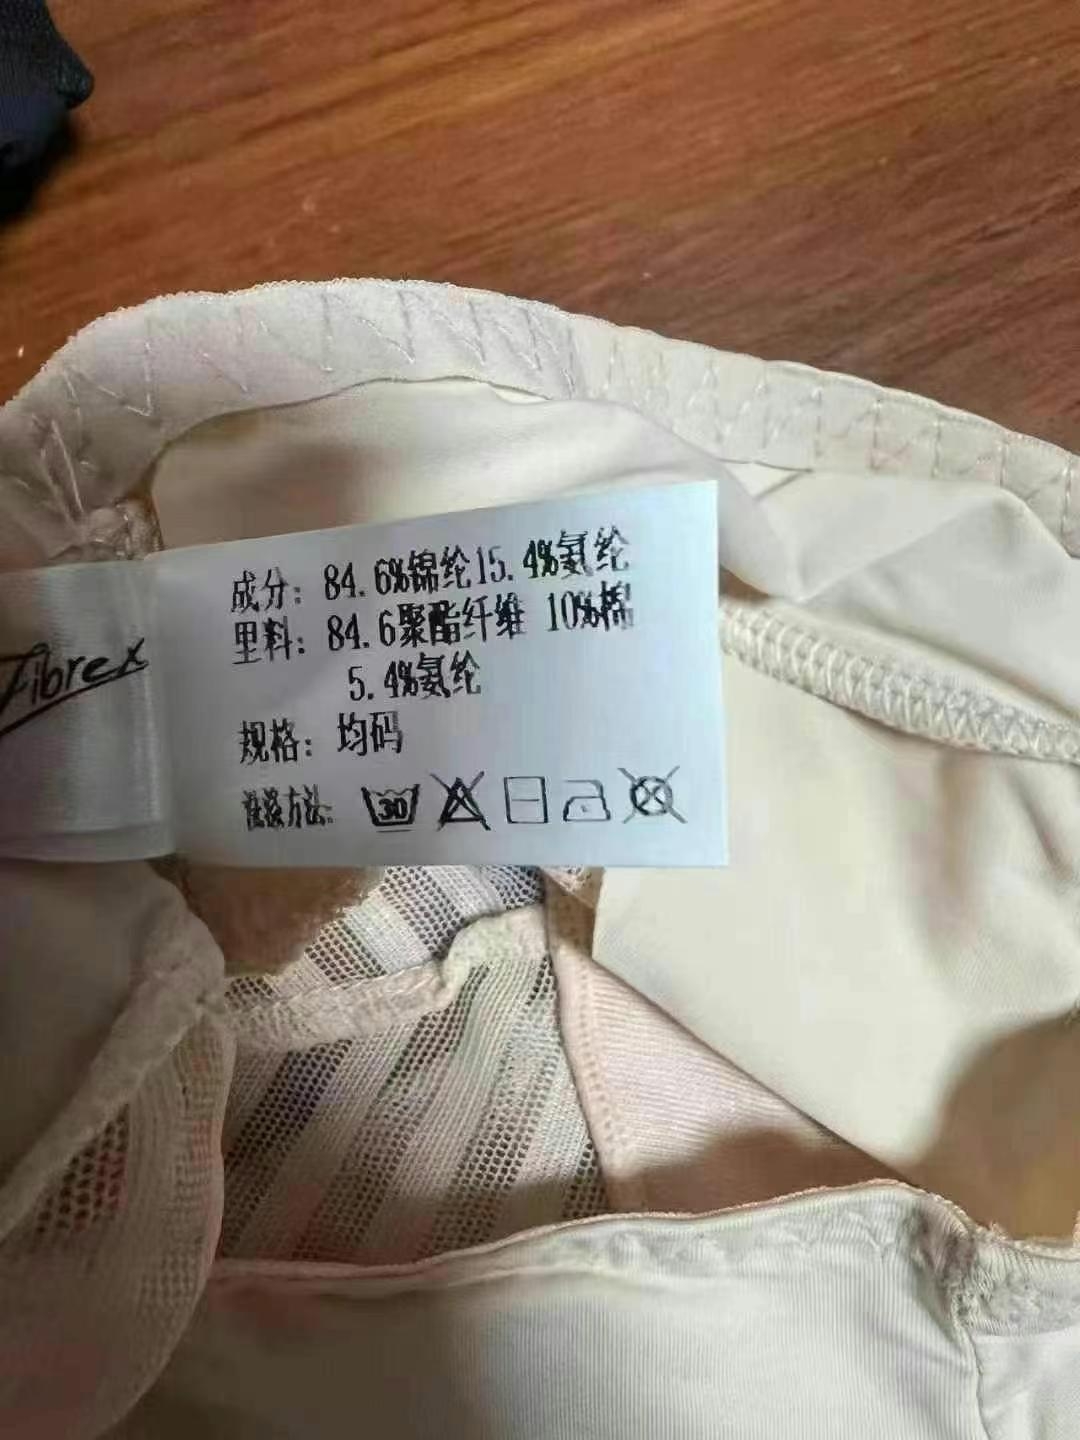 成分: 84.6%锦纶15.4%氨纶
里料: 84.6聚酯纤维 10%棉
5.4%氨纶
规格: 均码
洗涤方法: 30
Fibrex